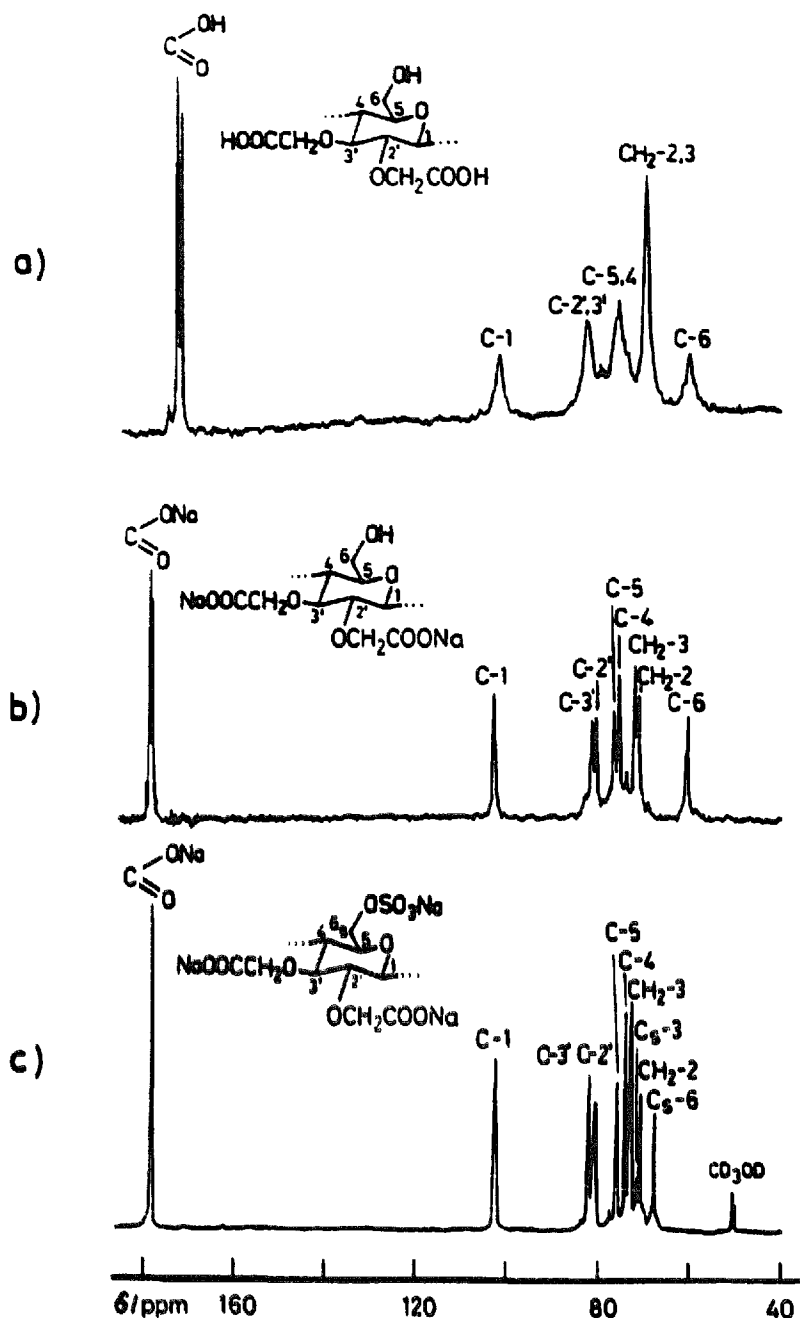 a)
C
OH
O
6 OH
4 5 O
HOOCCH₂O 3' 2' 1
OCH₂COOH
C-1
C-2',3'
C-5,4
CH₂-2,3
C-6
b)
C
ONa
O
6 OH
4 5 O
NaOOCCH₂O 3' 2' 1
OCH₂COONa
C-1
C-3'
C-2'
C-5
C-4
CH₂-3
CH₂-2
C-6
c)
C
ONa
O
OSO₃Na
4 6s 5 O
NaOOCCH₂O 3' 2' 1
OCH₂COONa
C-1
C-3' C-2'
C-5
C-4
CH₂-3
Cs-3
CH₂-2
Cs-6
CD₃OD
δ/ppm 160 120 80 40